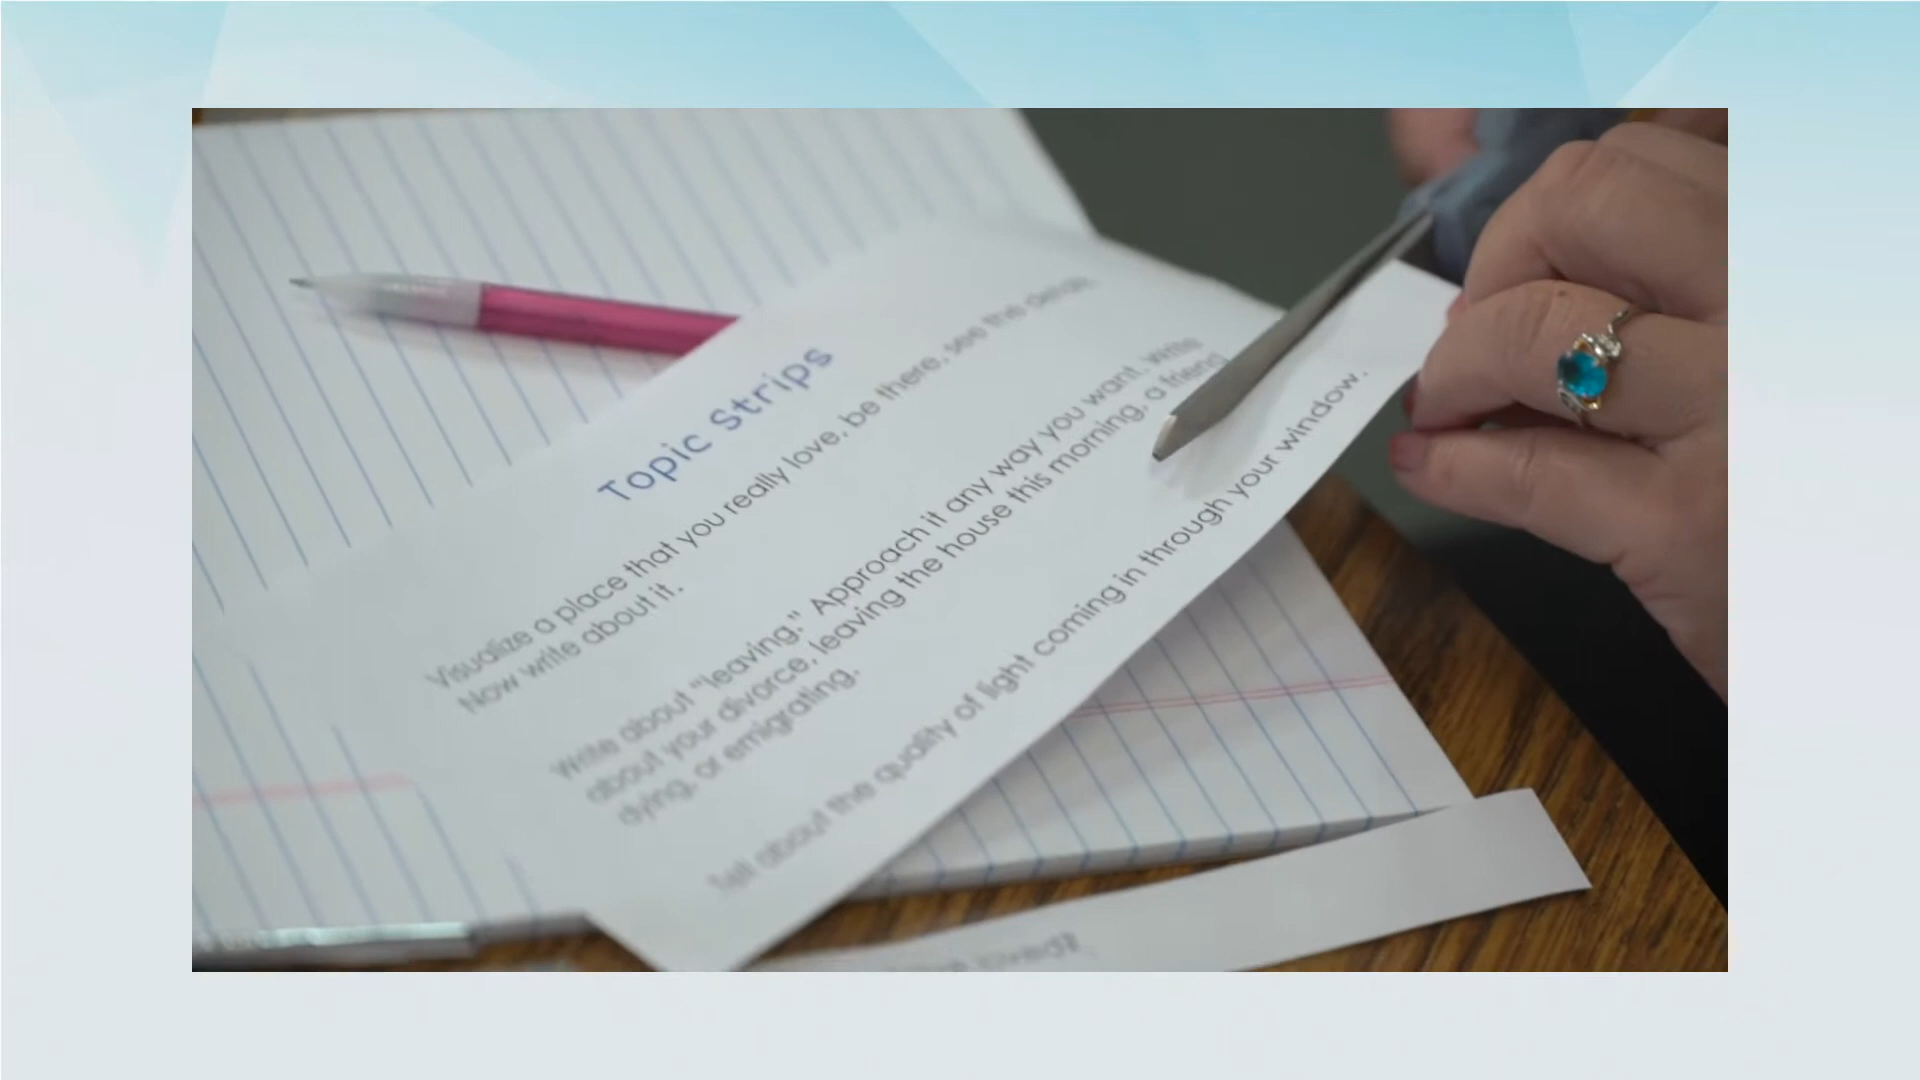 Topic Strips
Visualize a place that you really love, be there, see the details.
Now write about it.
Write about "leaving." Approach it any way you want. Write
about your divorce, leaving the house this morning, a friend
dying, or emigrating.
Tell about the quality of light coming in through your window.
loved?